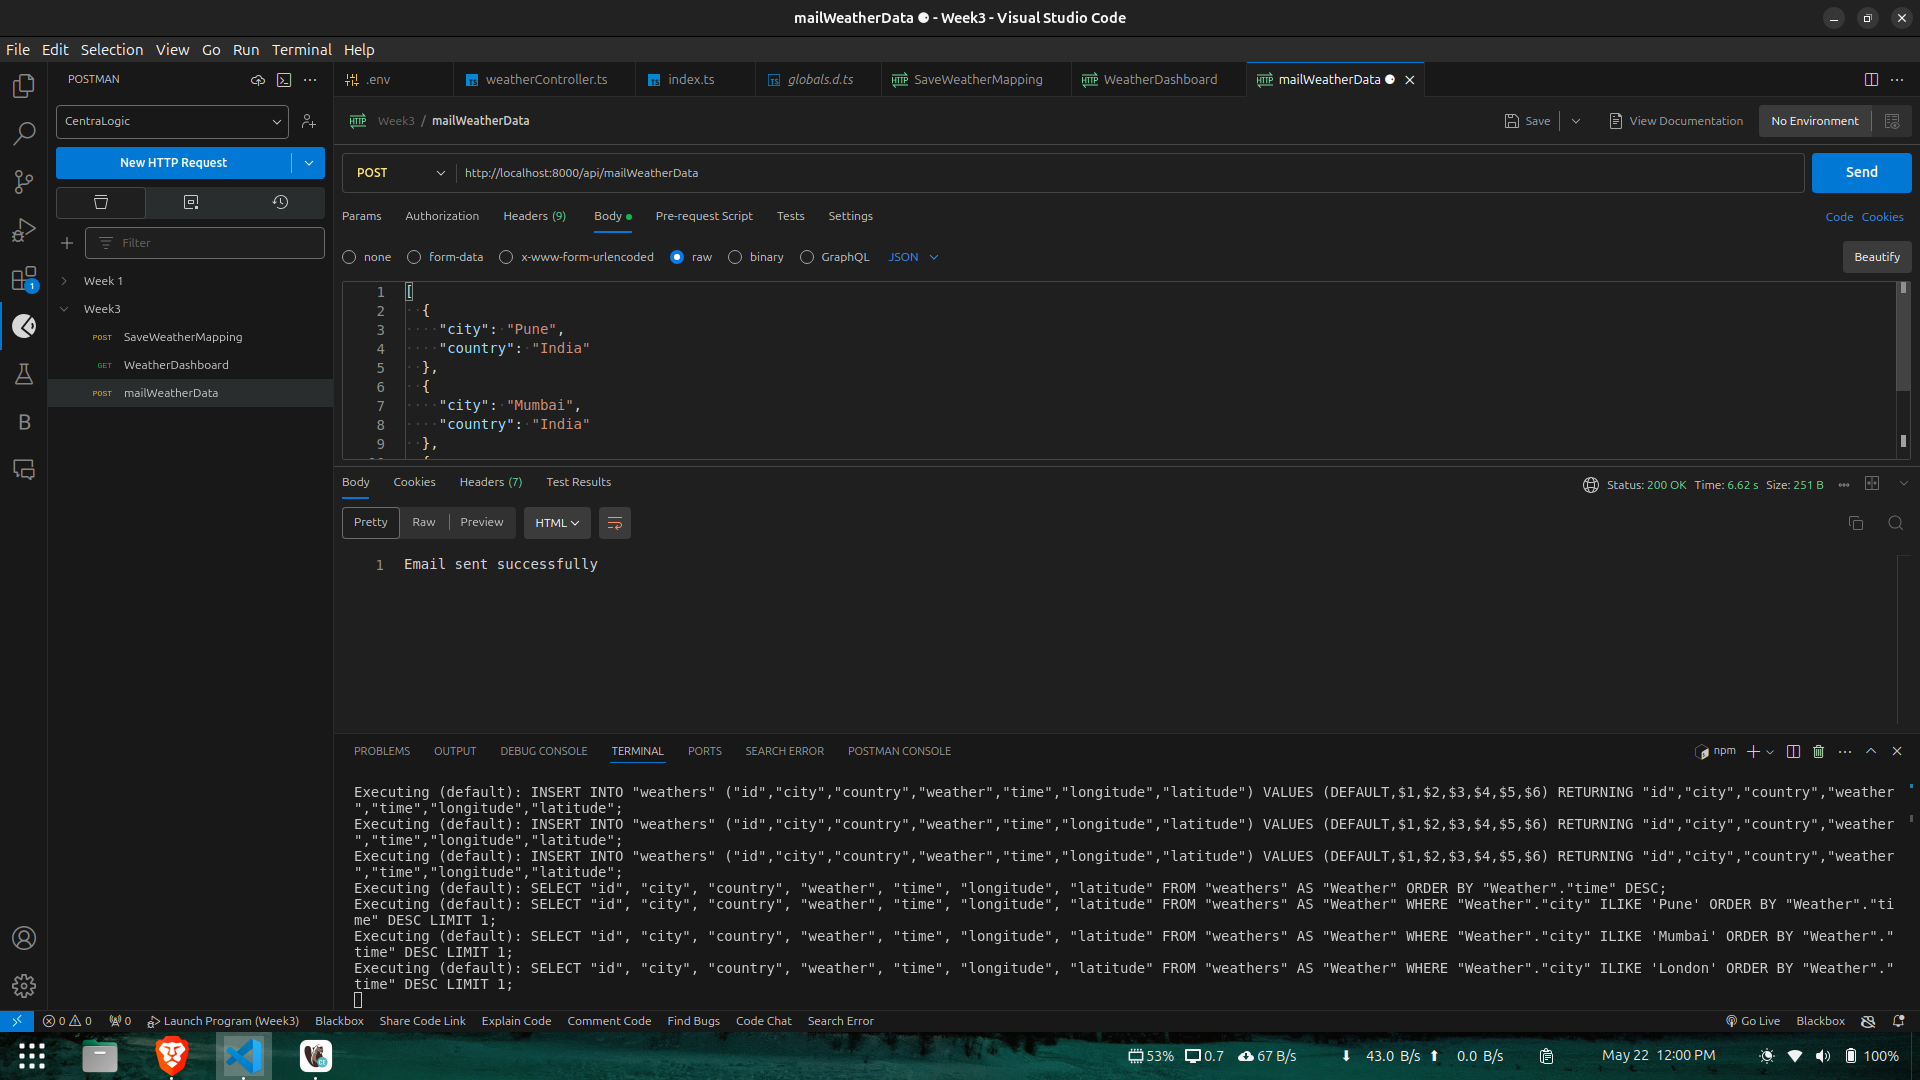 mailWeatherData ● - Week3 - Visual Studio Code
File Edit Selection View Go Run Terminal Help
POSTMAN
.env weatherController.ts index.ts globals.d.ts SaveWeatherMapping WeatherDashboard mailWeatherData
CentraLogic
Week3 / mailWeatherData
Save View Documentation No Environment
New HTTP Request
POST http://localhost:8000/api/mailWeatherData Send
Params Authorization Headers (9) Body Pre-request Script Tests Settings Code Cookies
Filter
none form-data x-www-form-urlencoded raw binary GraphQL JSON Beautify
Week 1
Week3
POST SaveWeatherMapping
GET WeatherDashboard
POST mailWeatherData
1 [
2 {
3 "city": "Pune",
4 "country": "India"
5 },
6 {
7 "city": "Mumbai",
8 "country": "India"
9 },
Body Cookies Headers (7) Test Results Status: 200 OK Time: 6.62 s Size: 251 B
Pretty Raw Preview HTML
1 Email sent successfully
PROBLEMS OUTPUT DEBUG CONSOLE TERMINAL PORTS SEARCH ERROR POSTMAN CONSOLE npm
Executing (default): INSERT INTO "weathers" ("id","city","country","weather","time","longitude","latitude") VALUES (DEFAULT,$1,$2,$3,$4,$5,$6) RETURNING "id","city","country","weather
","time","longitude","latitude";
Executing (default): INSERT INTO "weathers" ("id","city","country","weather","time","longitude","latitude") VALUES (DEFAULT,$1,$2,$3,$4,$5,$6) RETURNING "id","city","country","weather
","time","longitude","latitude";
Executing (default): INSERT INTO "weathers" ("id","city","country","weather","time","longitude","latitude") VALUES (DEFAULT,$1,$2,$3,$4,$5,$6) RETURNING "id","city","country","weather
","time","longitude","latitude";
Executing (default): SELECT "id", "city", "country", "weather", "time", "longitude", "latitude" FROM "weathers" AS "Weather" ORDER BY "Weather"."time" DESC;
Executing (default): SELECT "id", "city", "country", "weather", "time", "longitude", "latitude" FROM "weathers" AS "Weather" WHERE "Weather"."city" ILIKE 'Pune' ORDER BY "Weather"."ti
me" DESC LIMIT 1;
Executing (default): SELECT "id", "city", "country", "weather", "time", "longitude", "latitude" FROM "weathers" AS "Weather" WHERE "Weather"."city" ILIKE 'Mumbai' ORDER BY "Weather"."
time" DESC LIMIT 1;
Executing (default): SELECT "id", "city", "country", "weather", "time", "longitude", "latitude" FROM "weathers" AS "Weather" WHERE "Weather"."city" ILIKE 'London' ORDER BY "Weather"."
time" DESC LIMIT 1;
0 0 0 Launch Program (Week3) Blackbox Share Code Link Explain Code Comment Code Find Bugs Code Chat Search Error Go Live Blackbox
53% 0.7 67 B/s 43.0 B/s 0.0 B/s May 22 12:00 PM 100%